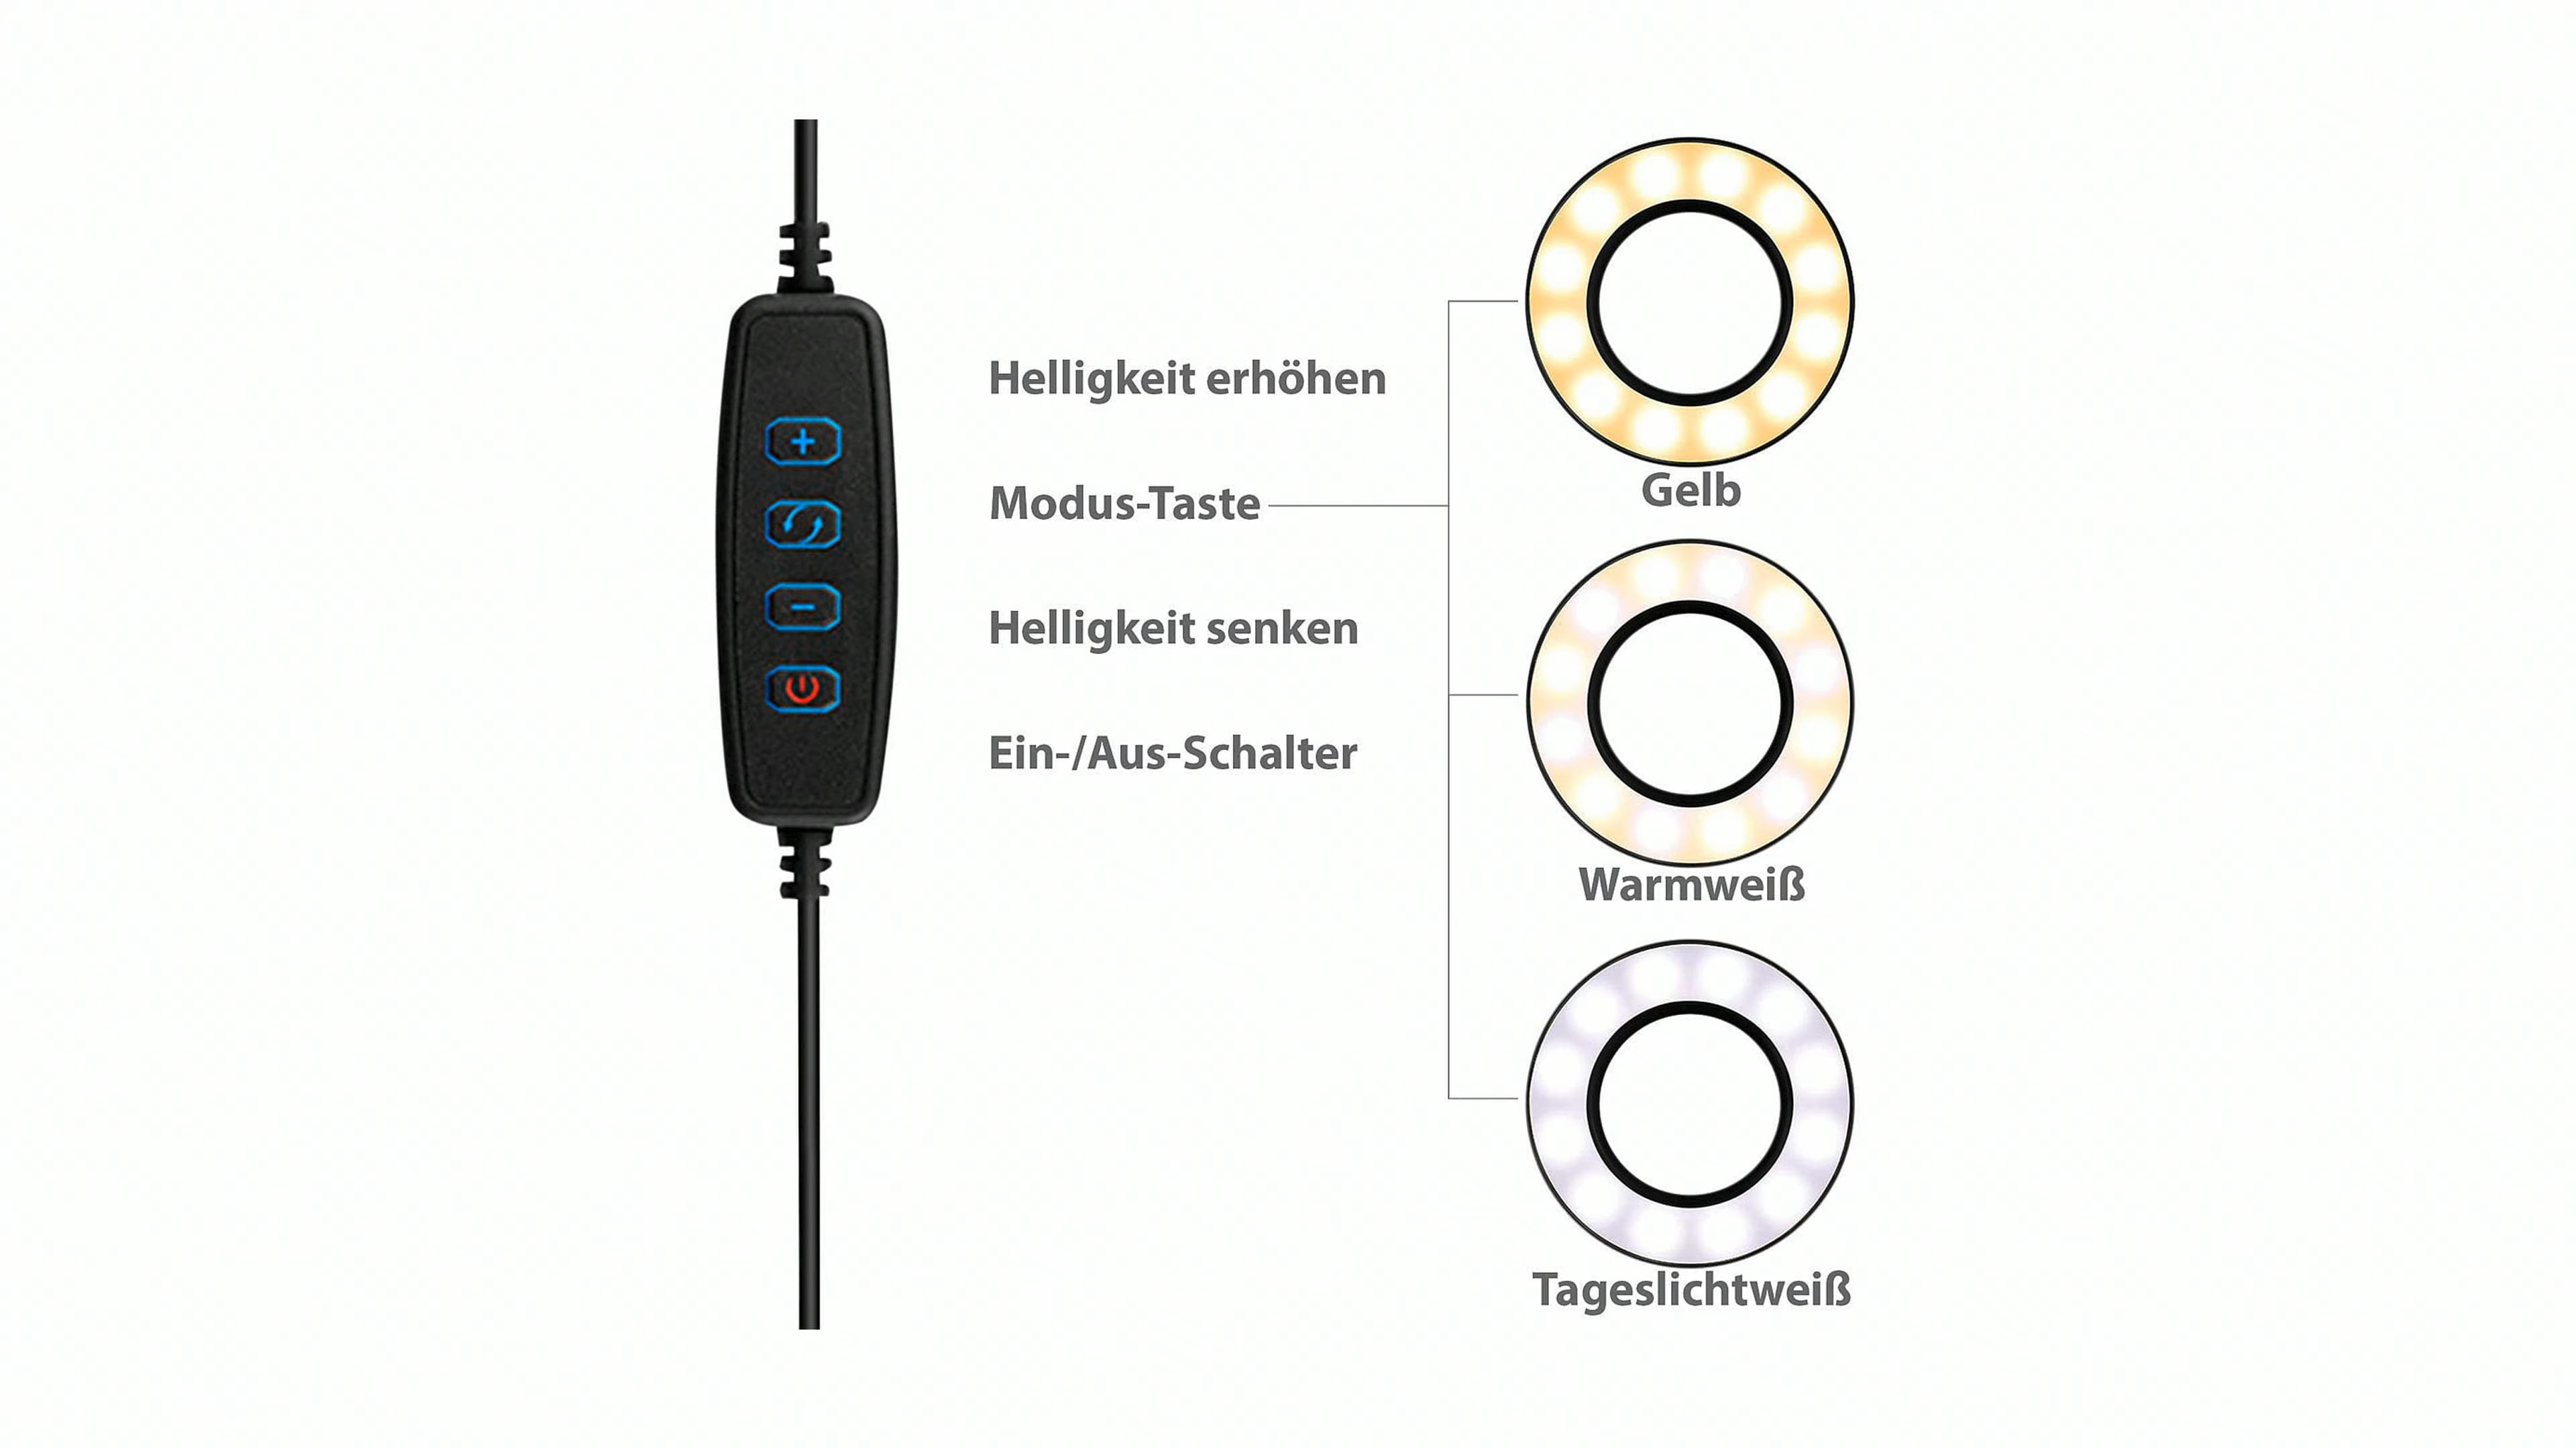 Helligkeit erhöhen
Modus-Taste
Helligkeit senken
Ein-/Aus-Schalter
Gelb
Warmweiß
Tageslichtweiß